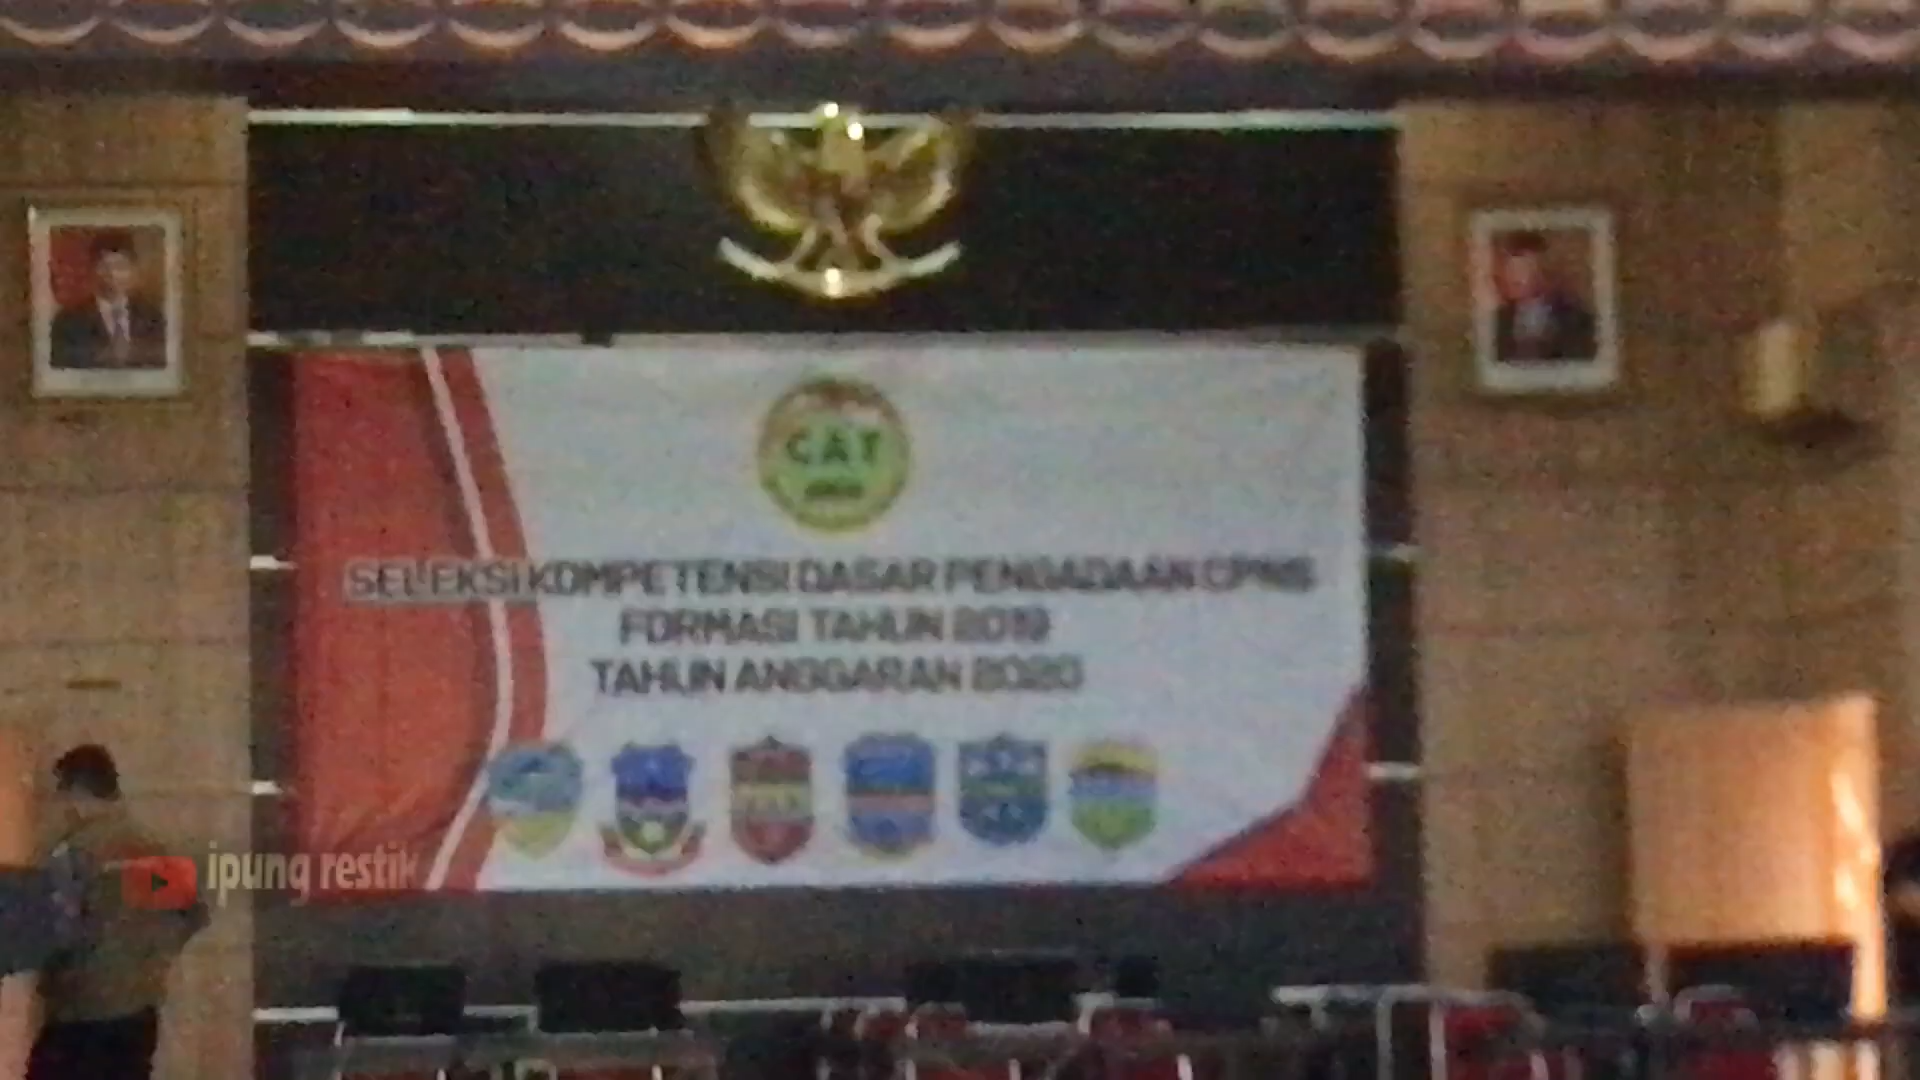 CAT
SELEKSI KOMPETENSI DASAR PENGADAAN CPNS
FORMASI TAHUN 2019
TAHUN ANGGARAN 2020
ipung restik